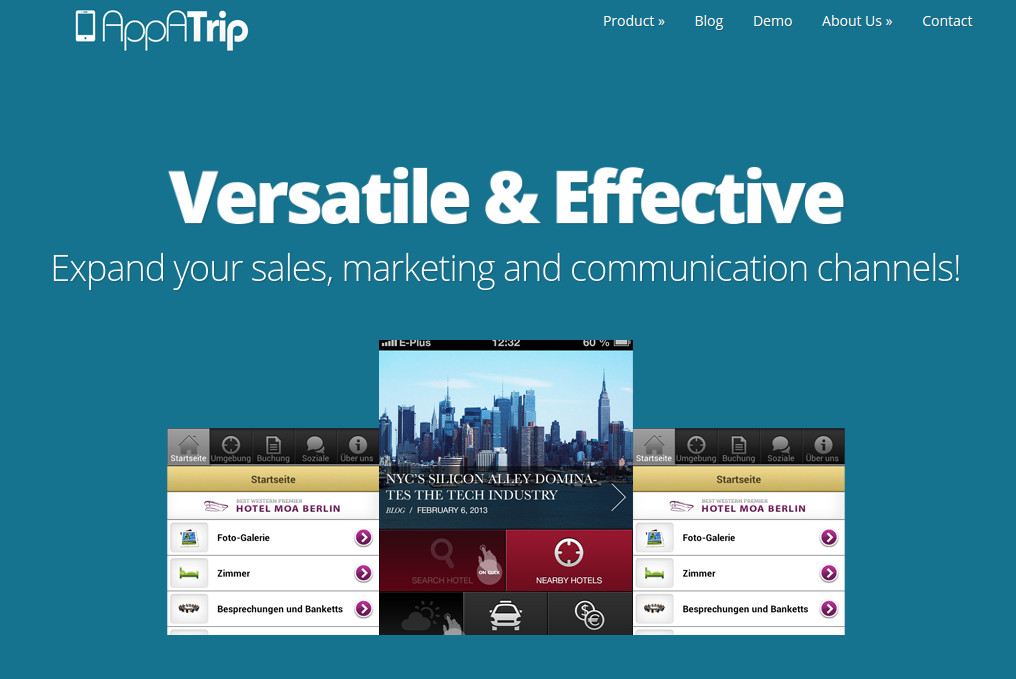 AppATrip
Product »
Blog
Demo
About Us »
Contact
Versatile & Effective
Expand your sales, marketing and communication channels!
E-Plus 12:32 60 %
NYC'S SILICON ALLEY DOMINA-
TES THE TECH INDUSTRY
BLOG / FEBRUARY 6, 2013
SEARCH HOTEL
NEARBY HOTELS
Startseite Umgebung Buchung Soziale Über uns
Startseite
BEST WESTERN PREMIER
HOTEL MOA BERLIN
Foto-Galerie
Zimmer
Besprechungen und Banketts
Startseite Umgebung Buchung Soziale Über uns
Startseite
BEST WESTERN PREMIER
HOTEL MOA BERLIN
Foto-Galerie
Zimmer
Besprechungen und Banketts